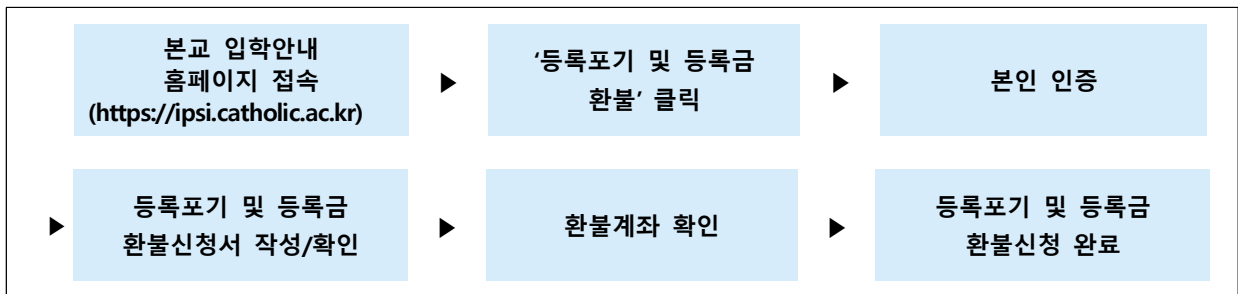 본교 입학안내
홈페이지 접속
(https://ipsi.catholic.ac.kr)
▶
‘등록포기 및 등록금
환불’ 클릭
▶
본인 인증
▶
등록포기 및 등록금
환불신청서 작성/확인
▶
환불계좌 확인
▶
등록포기 및 등록금
환불신청 완료